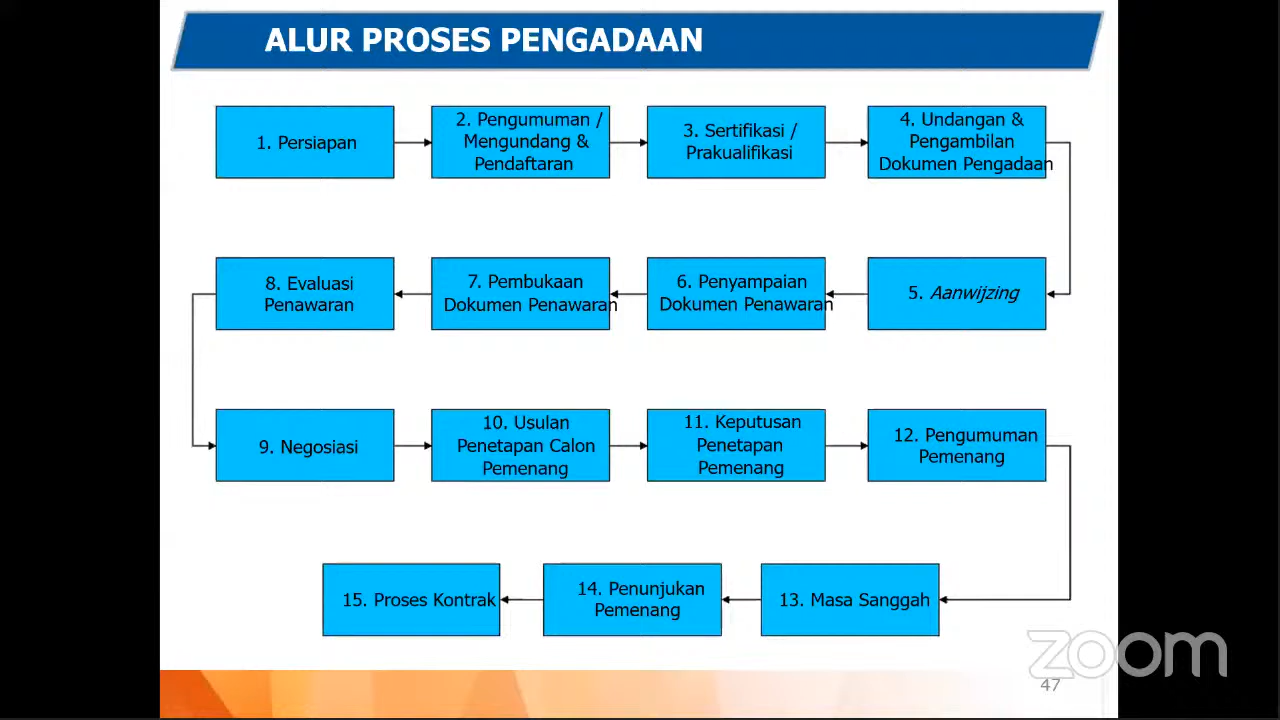 ALUR PROSES PENGADAAN
1. Persiapan
2. Pengumuman /
Mengundang &
Pendaftaran
3. Sertifikasi /
Prakualifikasi
4. Undangan &
Pengambilan
Dokumen Pengadaan
5. Aanwijzing
6. Penyampaian
Dokumen Penawaran
7. Pembukaan
Dokumen Penawaran
8. Evaluasi
Penawaran
9. Negosiasi
10. Usulan
Penetapan Calon
Pemenang
11. Keputusan
Penetapan
Pemenang
12. Pengumuman
Pemenang
13. Masa Sanggah
14. Penunjukan
Pemenang
15. Proses Kontrak
zoom
47